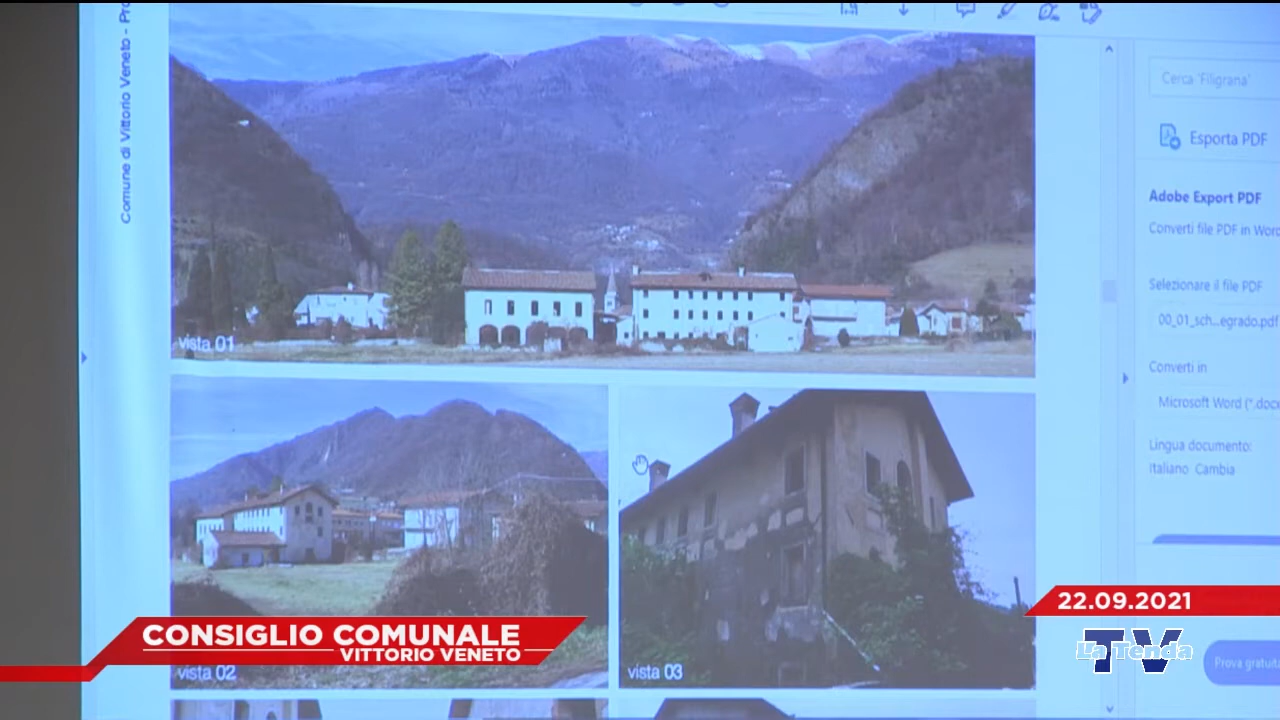 Comune di Vittorio Veneto - Pro
vista 01
vista 02
vista 03
Cerca 'Filigrana'
Esporta PDF
Adobe Export PDF
Converti file PDF in Word
Selezionare il file PDF
00_01_sch...egrado.pdf
Converti in
Microsoft Word (*.docx
Lingua documento:
Italiano Cambia
Prova gratuita
CONSIGLIO COMUNALE
VITTORIO VENETO
22.09.2021
La Tenda
TV